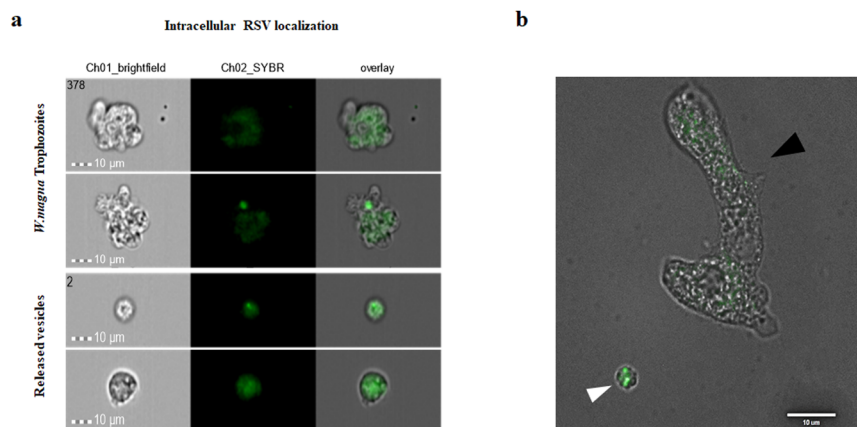 a
Intracellular RSV localization
Ch01_brightfield
Ch02_SYBR
overlay
W.magna Trophozoites
378
10 µm
10 µm
Released vesicles
2
10 µm
10 µm
b
10 um